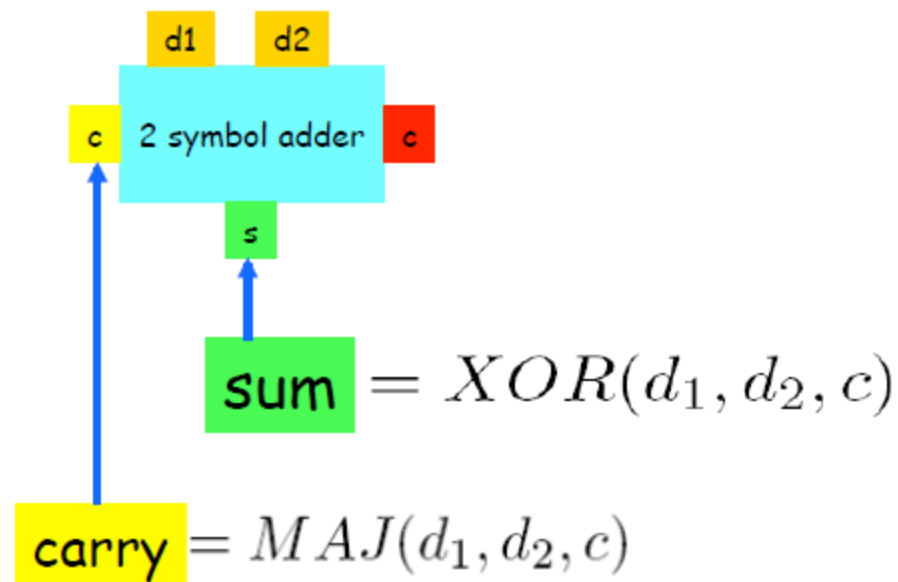 d1 d2
c 2 symbol adder c
s
sum = XOR(d₁, d₂, c)
carry = MAJ(d₁, d₂, c)